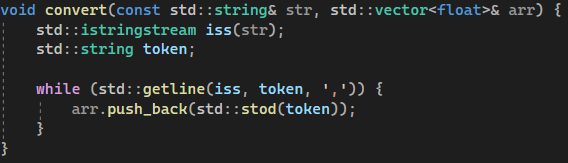 void convert(const std::string& str, std::vector<float>& arr) {
    std::istringstream iss(str);
    std::string token;

    while (std::getline(iss, token, ',')) {
        arr.push_back(std::stod(token));
    }
}